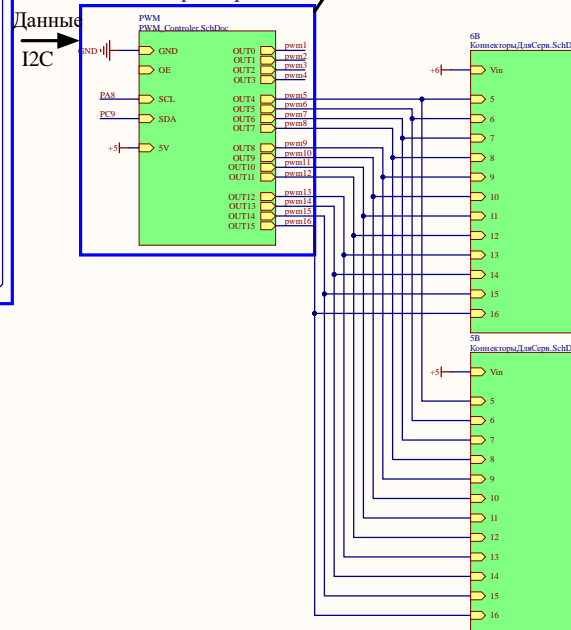 Данные
I2C
PWM
PWM_Controler.SchDoc
GND
GND
OE
PA8
SCL
PC9
SDA
+5
5V
OUT0
pwm1
OUT1
pwm2
OUT2
pwm3
OUT3
pwm4
OUT4
pwm5
OUT5
pwm6
OUT6
pwm7
OUT7
pwm8
OUT8
pwm9
OUT9
pwm10
OUT10
pwm11
OUT11
pwm12
OUT12
pwm13
OUT13
pwm14
OUT14
pwm15
OUT15
pwm16
6В
КоннекторыДляСерв.SchD
+6
Vin
5
6
7
8
9
10
11
12
13
14
15
16
5В
КоннекторыДляСерв.SchD
+5
Vin
5
6
7
8
9
10
11
12
13
14
15
16